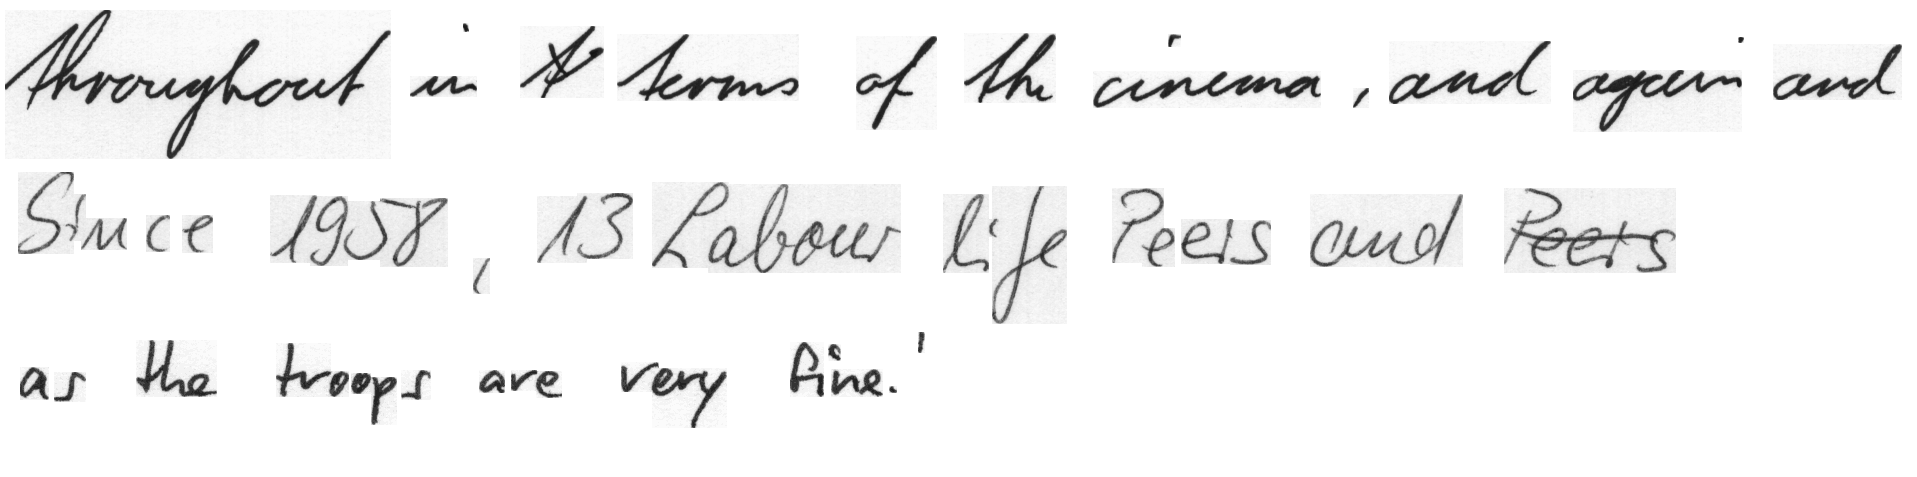 throughout in terms of the cinema, and again and
Since 1958, 13 Labour life Peers and Peers
as the troops are very fine.'